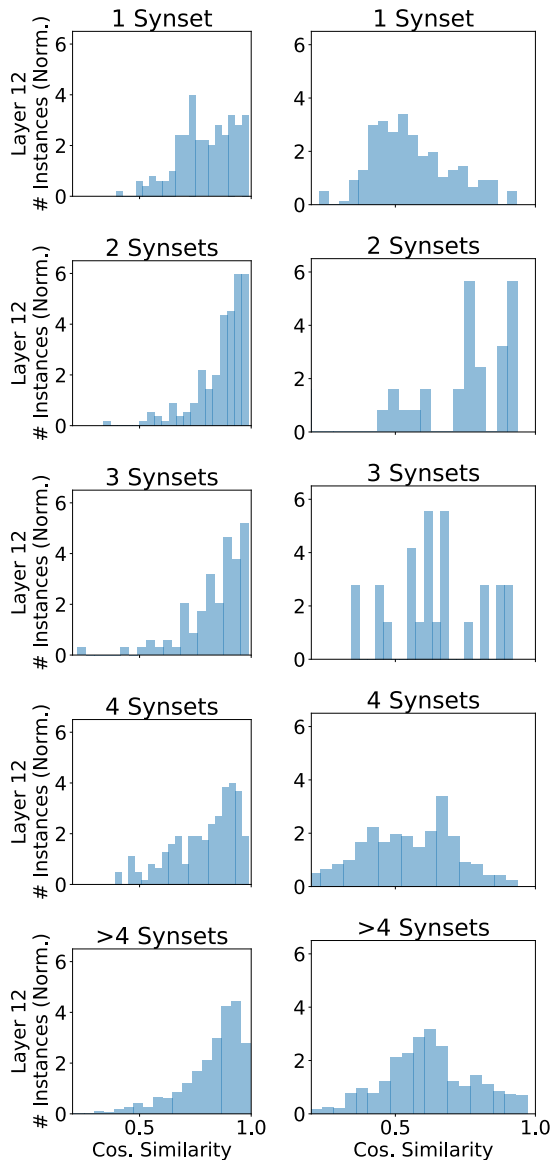 1 Synset
1 Synset
Layer 12
# Instances (Norm.)
6
4
2
0
6
4
2
0
2 Synsets
2 Synsets
Layer 12
# Instances (Norm.)
6
4
2
0
6
4
2
0
3 Synsets
3 Synsets
Layer 12
# Instances (Norm.)
6
4
2
0
6
4
2
0
4 Synsets
4 Synsets
Layer 12
# Instances (Norm.)
6
4
2
0
6
4
2
0
>4 Synsets
>4 Synsets
Layer 12
# Instances (Norm.)
6
4
2
0
6
4
2
0
0.5 1.0
0.5 1.0
Cos. Similarity
Cos. Similarity